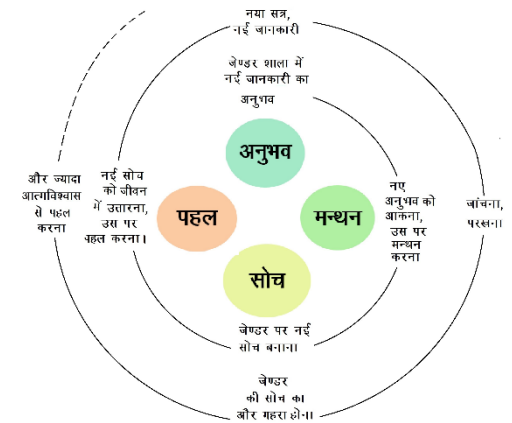 नया सत्र,
नई जानकारी
जेण्डर शाला में
नई जानकारी का
अनुभव
अनुभव
और ज्यादा
आत्मविश्वास
से पहल
करना
नई सोच
को जीवन
में उतारना,
उस पर
पहल करना।
पहल
मन्थन
नए
अनुभव को
आंकना,
उस पर
मन्थन
करना
जांचना,
परखना
सोच
जेण्डर पर नई
सोच बनाना
जेण्डर
की सोच का
और गहरा होना